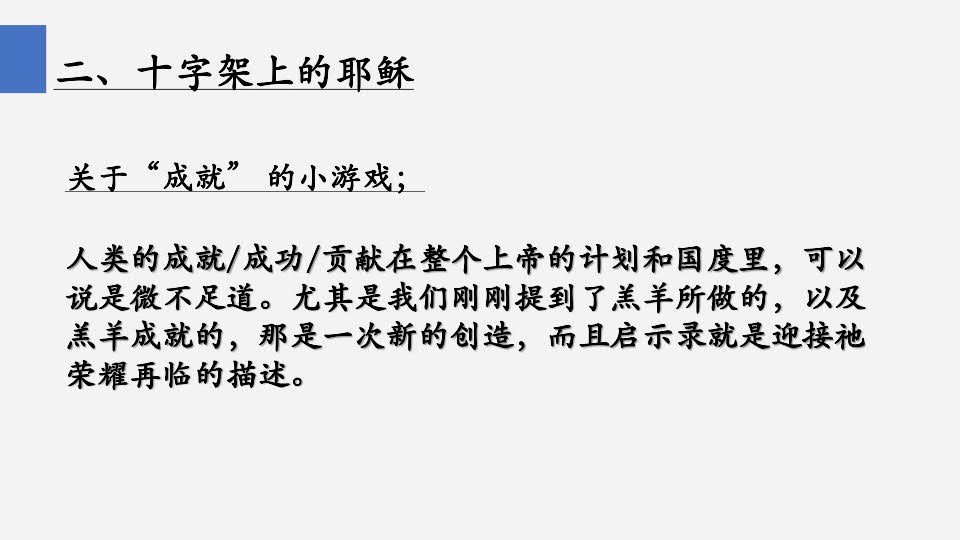 二、十字架上的耶稣
关于“成就” 的小游戏；
人类的成就/成功/贡献在整个上帝的计划和国度里，可以
说是微不足道。尤其是我们刚刚提到了羔羊所做的，以及
羔羊成就的，那是一次新的创造，而且启示录就是迎接祂
荣耀再临的描述。